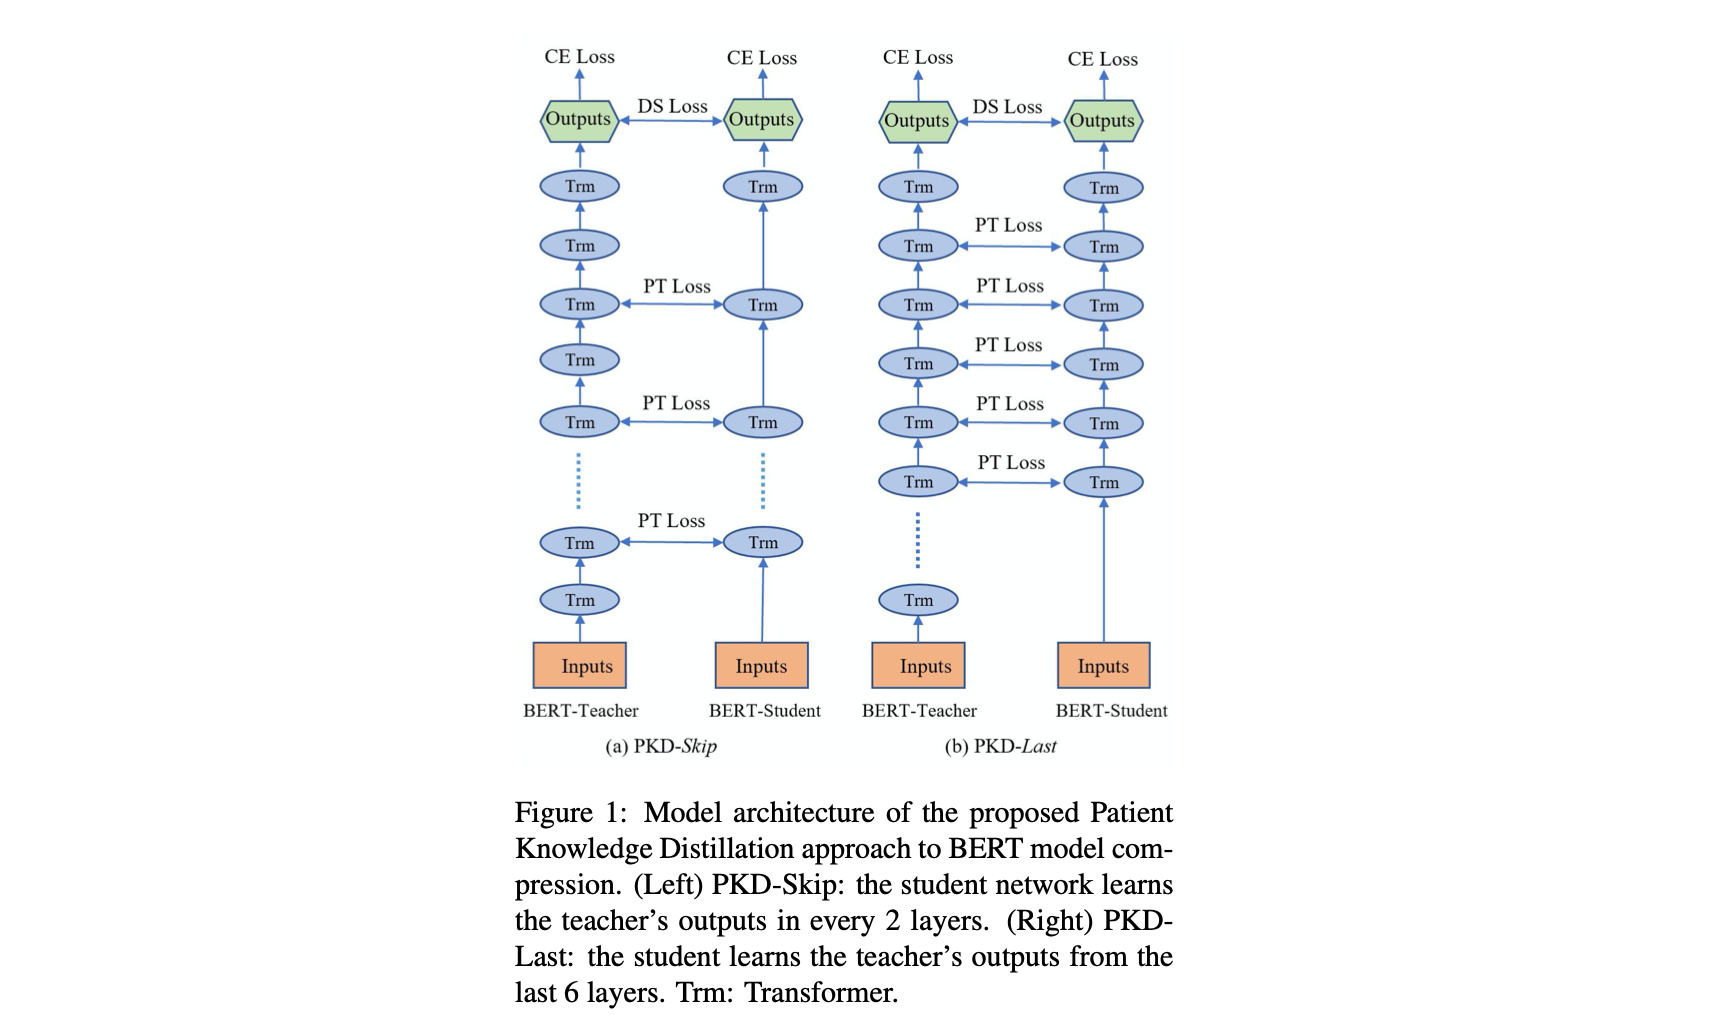 CE Loss CE Loss CE Loss CE Loss
Outputs DS Loss Outputs Outputs DS Loss Outputs
Trm Trm Trm Trm
PT Loss
Trm Trm Trm
PT Loss PT Loss
Trm Trm Trm Trm
PT Loss
Trm Trm Trm
PT Loss PT Loss
Trm Trm Trm Trm
PT Loss
Trm Trm
PT Loss
Trm Trm
Trm Trm
Inputs Inputs Inputs Inputs
BERT-Teacher BERT-Student BERT-Teacher BERT-Student
(a) PKD-Skip (b) PKD-Last
Figure 1: Model architecture of the proposed Patient
Knowledge Distillation approach to BERT model com-
pression. (Left) PKD-Skip: the student network learns
the teacher's outputs in every 2 layers. (Right) PKD-
Last: the student learns the teacher's outputs from the
last 6 layers. Trm: Transformer.